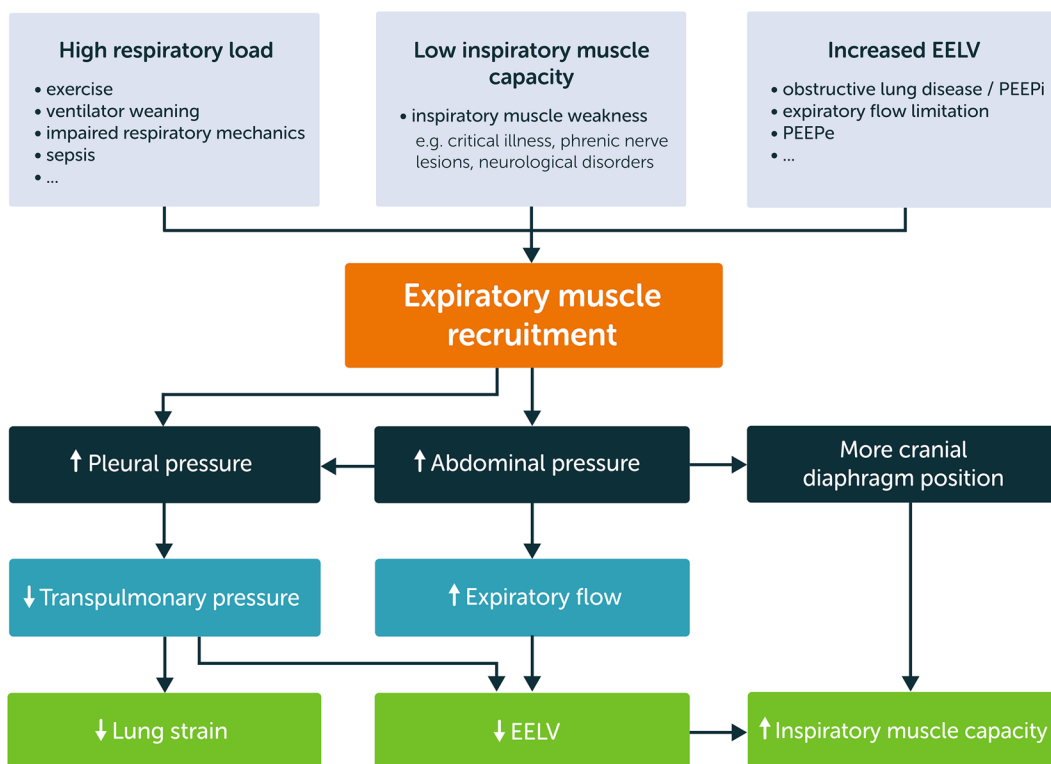 High respiratory load
• exercise
• ventilator weaning
• impaired respiratory mechanics
• sepsis
• ...
Low inspiratory muscle
capacity
• inspiratory muscle weakness
e.g. critical illness, phrenic nerve
lesions, neurological disorders
Increased EELV
• obstructive lung disease / PEEPi
• expiratory flow limitation
• PEEPe
• ...
Expiratory muscle
recruitment
↑ Pleural pressure
↑ Abdominal pressure
More cranial
diaphragm position
↓ Transpulmonary pressure
↑ Expiratory flow
↓ Lung strain
↓ EELV
↑ Inspiratory muscle capacity